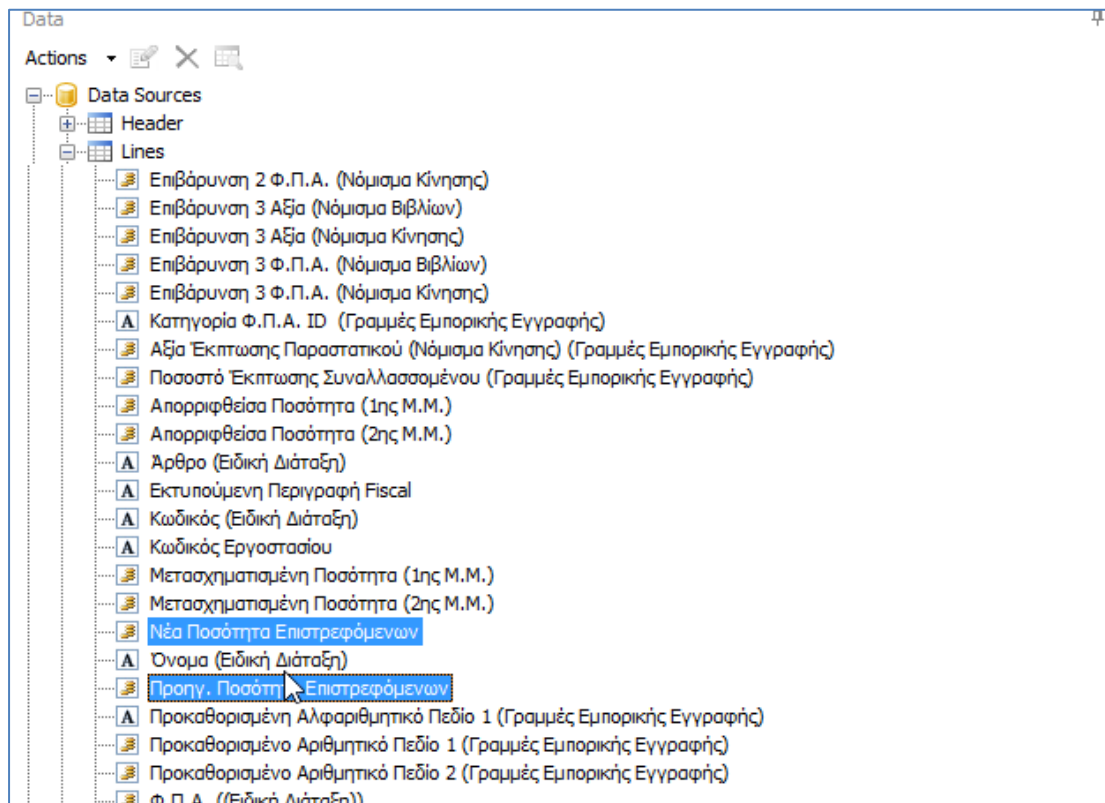 Data
Actions
Data Sources
Header
Lines
Επιβάρυνση 2 Φ.Π.Α. (Νόμισμα Κίνησης)
Επιβάρυνση 3 Αξία (Νόμισμα Βιβλίων)
Επιβάρυνση 3 Αξία (Νόμισμα Κίνησης)
Επιβάρυνση 3 Φ.Π.Α. (Νόμισμα Βιβλίων)
Επιβάρυνση 3 Φ.Π.Α. (Νόμισμα Κίνησης)
A Κατηγορία Φ.Π.Α. ID (Γραμμές Εμπορικής Εγγραφής)
Αξία Έκπτωσης Παραστατικού (Νόμισμα Κίνησης) (Γραμμές Εμπορικής Εγγραφής)
Ποσοστό Έκπτωσης Συναλλασσομένου (Γραμμές Εμπορικής Εγγραφής)
Απορριφθείσα Ποσότητα (1ης Μ.Μ.)
Απορριφθείσα Ποσότητα (2ης Μ.Μ.)
A Άρθρο (Ειδική Διάταξη)
A Εκτυπούμενη Περιγραφή Fiscal
A Κωδικός (Ειδική Διάταξη)
A Κωδικός Εργοστασίου
Μετασχηματισμένη Ποσότητα (1ης Μ.Μ.)
Μετασχηματισμένη Ποσότητα (2ης Μ.Μ.)
Νέα Ποσότητα Επιστρεφόμενων
A Όνομα (Ειδική Διάταξη)
Προηγ. Ποσότητα Επιστρεφόμενων
A Προκαθορισμένη Αλφαριθμητικό Πεδίο 1 (Γραμμές Εμπορικής Εγγραφής)
Προκαθορισμένο Αριθμητικό Πεδίο 1 (Γραμμές Εμπορικής Εγγραφής)
Προκαθορισμένο Αριθμητικό Πεδίο 2 (Γραμμές Εμπορικής Εγγραφής)
Φ.Π.Α. ((Ειδική Διάταξη))